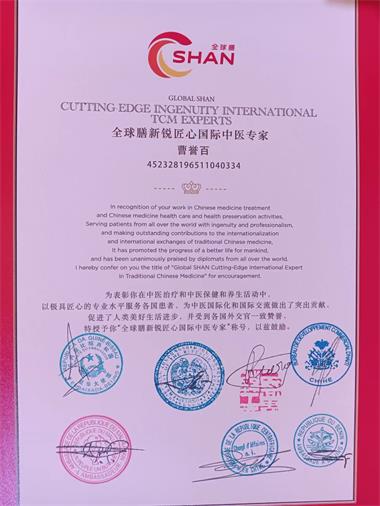 全球膳
SHAN
GLOBAL SHAN
CUTTING-EDGE INGENUITY INTERNATIONAL
TCM EXPERTS
全球膳新锐匠心国际中医专家
曹誉百
452328196511040334
In recognition of your work in Chinese medicine treatment
and Chinese medicine health care and health preservation activities,
Serving patients from all over the world with ingenuity and professionalism,
and making outstanding contributions to the internationalization
and international exchanges of traditional Chinese medicine,
It has promoted the progress of a better life for mankind,
and has been unanimously praised by diplomats from all over the world.
I hereby confer on you the title of "Global SHAN Cutting-Edge International Expert
in Traditional Chinese Medicine" for encouragement.
为表彰你在中医治疗和中医保健和养生活动中，
以极具匠心的专业水平服务各国患者，为中医国际化和国际交流做出了突出贡献。
促进了人类美好生活进步，并受到各国外交官一致赞誉。
特授予你“全球膳新锐匠心国际中医专家”称号，以兹鼓励。
CHINE
Chargé d'Affaires
a. i.
REPUBLIQUE DU BENIN